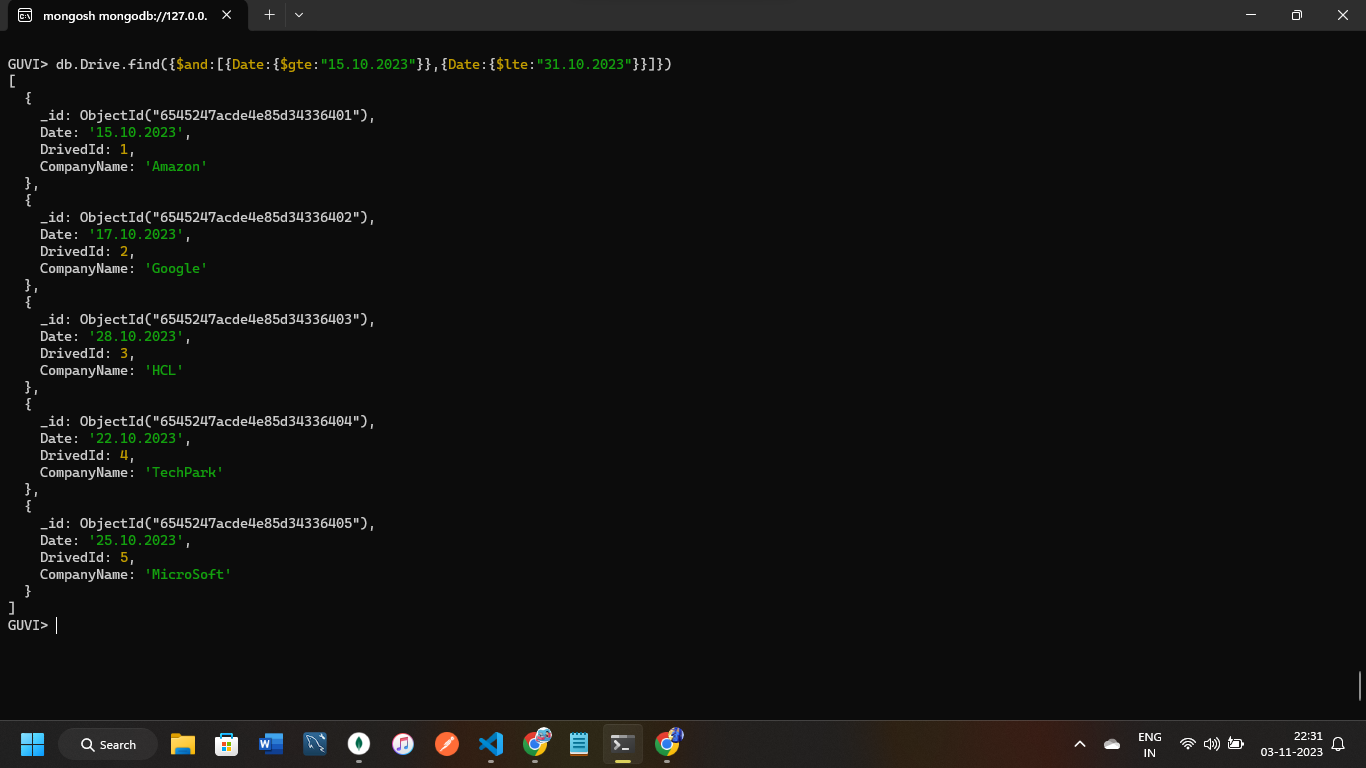 mongosh mongodb://127.0.0.
GUVI> db.Drive.find({$and:[{Date:{$gte:"15.10.2023"}},{Date:{$lte:"31.10.2023"}}]})
[
  {
    _id: ObjectId("6545247acde4e85d34336401"),
    Date: '15.10.2023',
    DrivedId: 1,
    CompanyName: 'Amazon'
  },
  {
    _id: ObjectId("6545247acde4e85d34336402"),
    Date: '17.10.2023',
    DrivedId: 2,
    CompanyName: 'Google'
  },
  {
    _id: ObjectId("6545247acde4e85d34336403"),
    Date: '28.10.2023',
    DrivedId: 3,
    CompanyName: 'HCL'
  },
  {
    _id: ObjectId("6545247acde4e85d34336404"),
    Date: '22.10.2023',
    DrivedId: 4,
    CompanyName: 'TechPark'
  },
  {
    _id: ObjectId("6545247acde4e85d34336405"),
    Date: '25.10.2023',
    DrivedId: 5,
    CompanyName: 'MicroSoft'
  }
]
GUVI>
Search
ENG
IN
22:31
03-11-2023